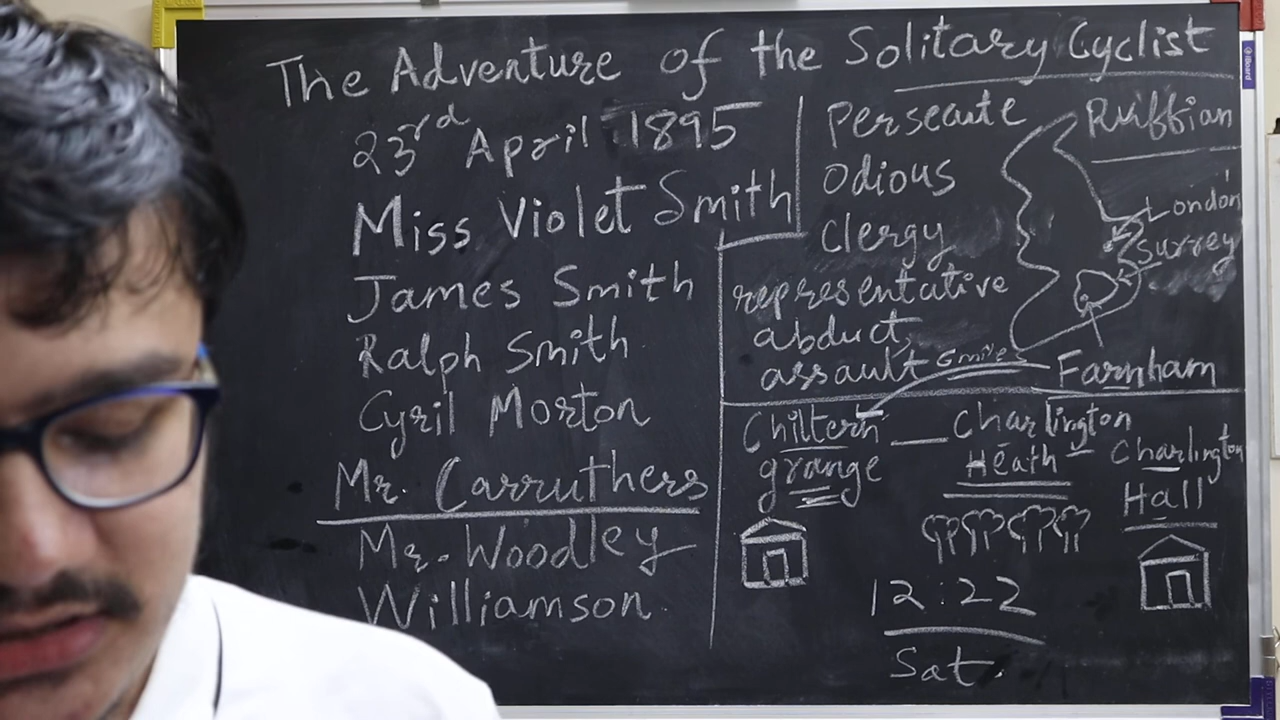 The Adventure of the Solitary Cyclist
23rd April 1895
Miss Violet Smith
James Smith
Ralph Smith
Cyril Morton
Mr. Carruthers
Mr. Woodley
Williamson
Persecute
Odious
Clergy
representative
abduct,
assault
Ruffian
London
Surrey
6 miles
Farnham
Chiltern
grange
Charlington
Heath
Charlington
Hall
12:22
Sat.